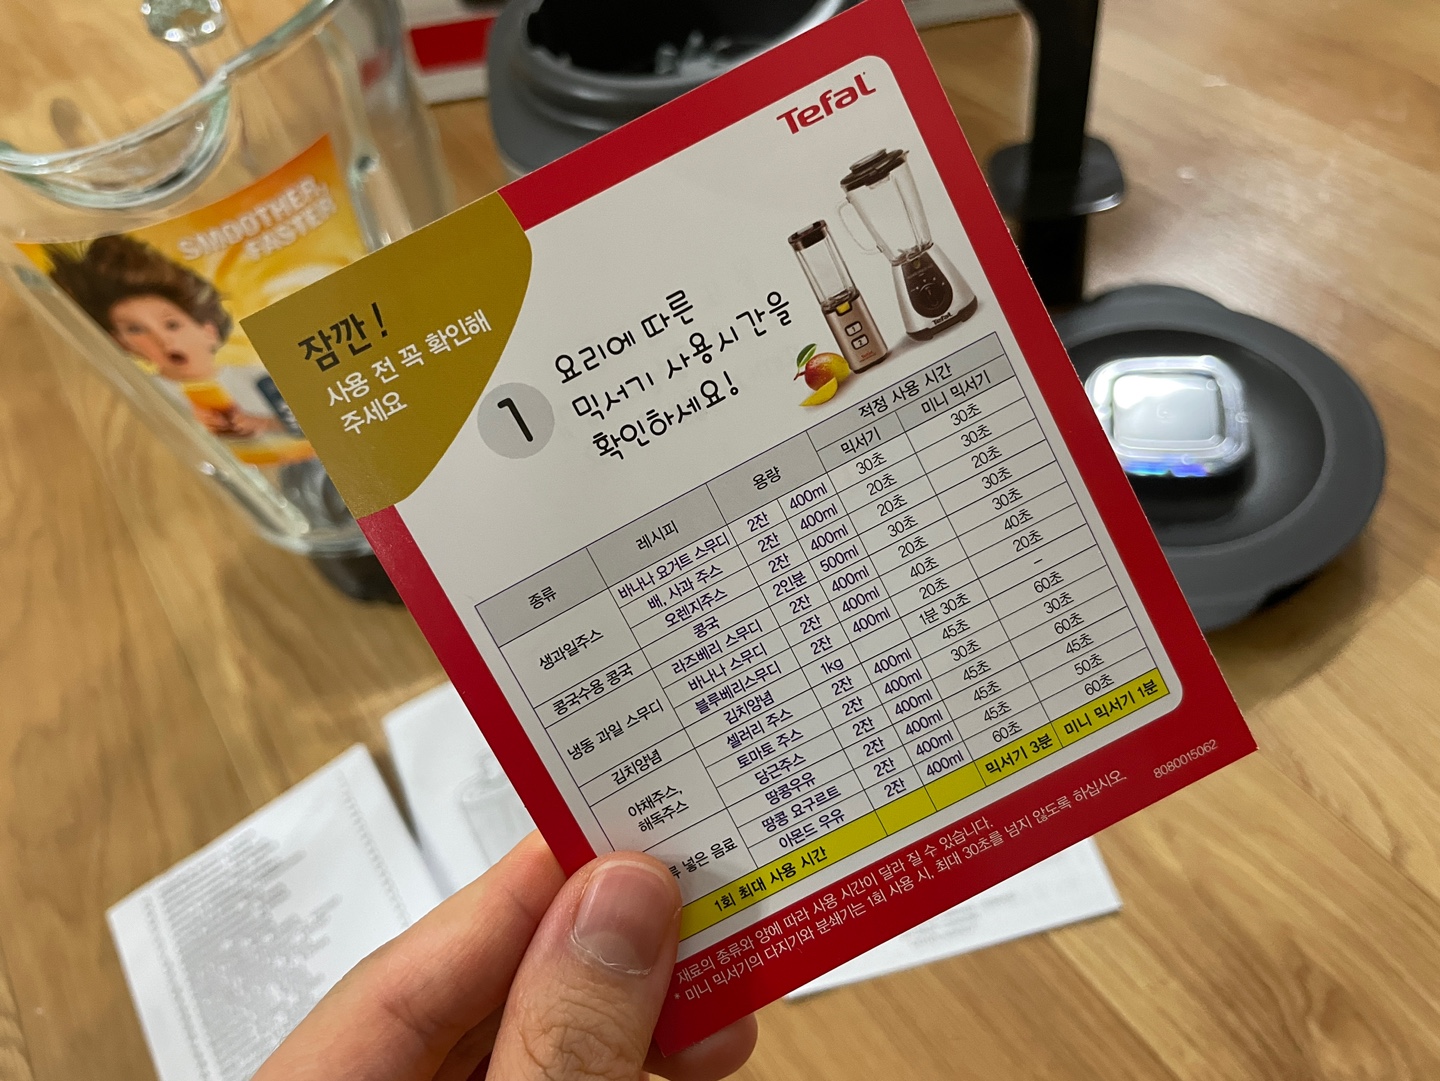 SMOOTHER
FASTER
Tefal
잠깐!
사용 전 꼭 확인해
주세요
1
요리에 따른
믹서기 사용시간을
확인하세요!
Tefal
종류 레시피 용량 적정 사용 시간
믹서기 미니 믹서기
생과일주스 바나나 요거트 스무디 2잔 400ml 30초 30초
배, 사과 주스 2잔 400ml 20초 30초
오렌지주스 2잔 400ml 20초 20초
콩국수용 콩국 콩국 2인분 500ml 30초 30초
냉동 과일 스무디 라즈베리 스무디 2잔 400ml 20초 30초
바나나 스무디 2잔 400ml 40초 40초
블루베리스무디 2잔 400ml 20초 20초
김치양념 김치양념 1kg 1분 30초 –
야채주스, 해독주스 셀러리 주스 2잔 400ml 45초 60초
토마토 주스 2잔 400ml 30초 30초
당근주스 2잔 400ml 45초 60초
넣은 음료 땅콩우유 2잔 400ml 45초 45초
땅콩 요구르트 2잔 400ml 45초 50초
아몬드 우유 2잔 400ml 60초 60초
1회 최대 사용 시간 믹서기 3분 미니 믹서기 1분
재료의 종류와 양에 따라 사용 시간이 달라 질 수 있습니다.
* 미니 믹서기의 다지기와 분쇄기는 1회 사용 시, 최대 30초를 넘지 않도록 하십시오.
8080015062